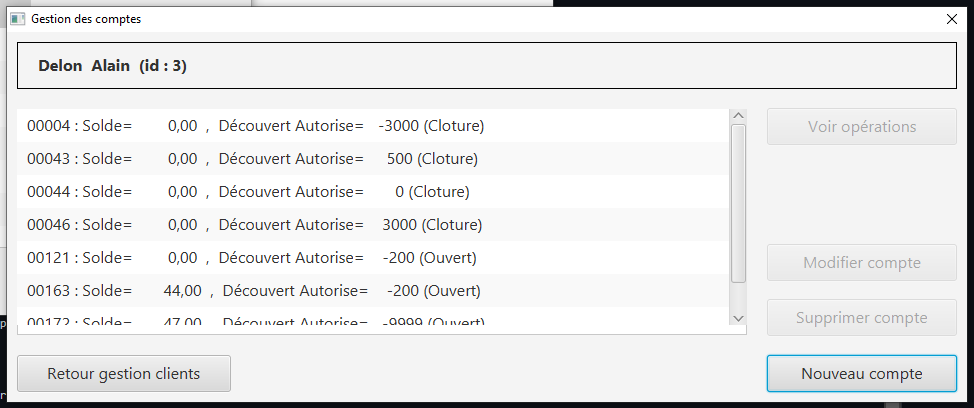 Gestion des comptes
Delon Alain (id : 3)
00004 : Solde= 0,00 , Découvert Autorise= -3000 (Cloture)
Voir opérations
00043 : Solde= 0,00 , Découvert Autorise= 500 (Cloture)
00044 : Solde= 0,00 , Découvert Autorise= 0 (Cloture)
00046 : Solde= 0,00 , Découvert Autorise= 3000 (Cloture)
00121 : Solde= 0,00 , Découvert Autorise= -200 (Ouvert)
Modifier compte
00163 : Solde= 44,00 , Découvert Autorise= -200 (Ouvert)
00172 : Solde= 47,00 , Découvert Autorise= -9999 (Ouvert)
Supprimer compte
Retour gestion clients
Nouveau compte